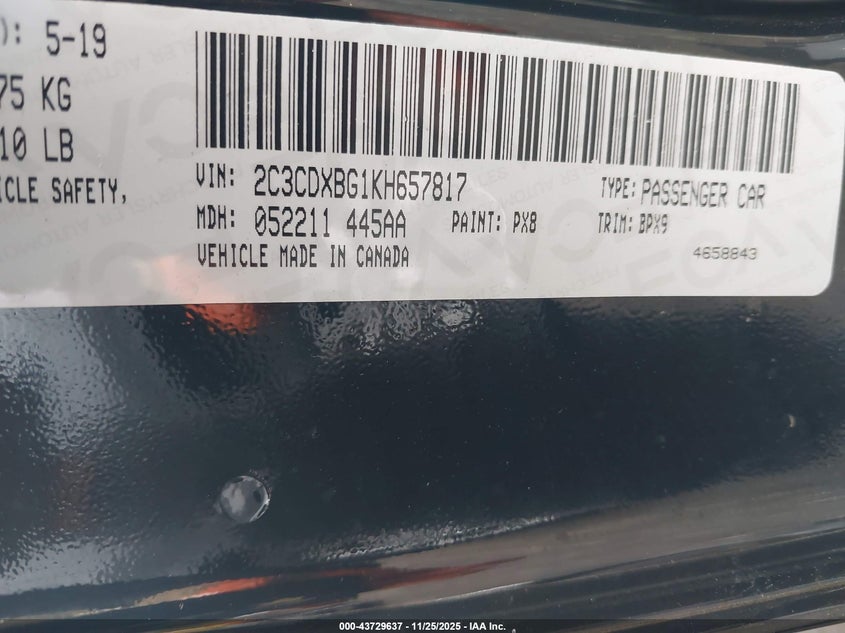 ): 5-19
75 KG
10 LB
ICLE SAFETY,
VIN: 2C3CDXBG1KH657817 TYPE: PASSENGER CAR
MDH: 052211 445AA PAINT: PX8 TRIM: BPX9
VEHICLE MADE IN CANADA 4658843
000-43729637 - 11/25/2025 - IAA Inc.